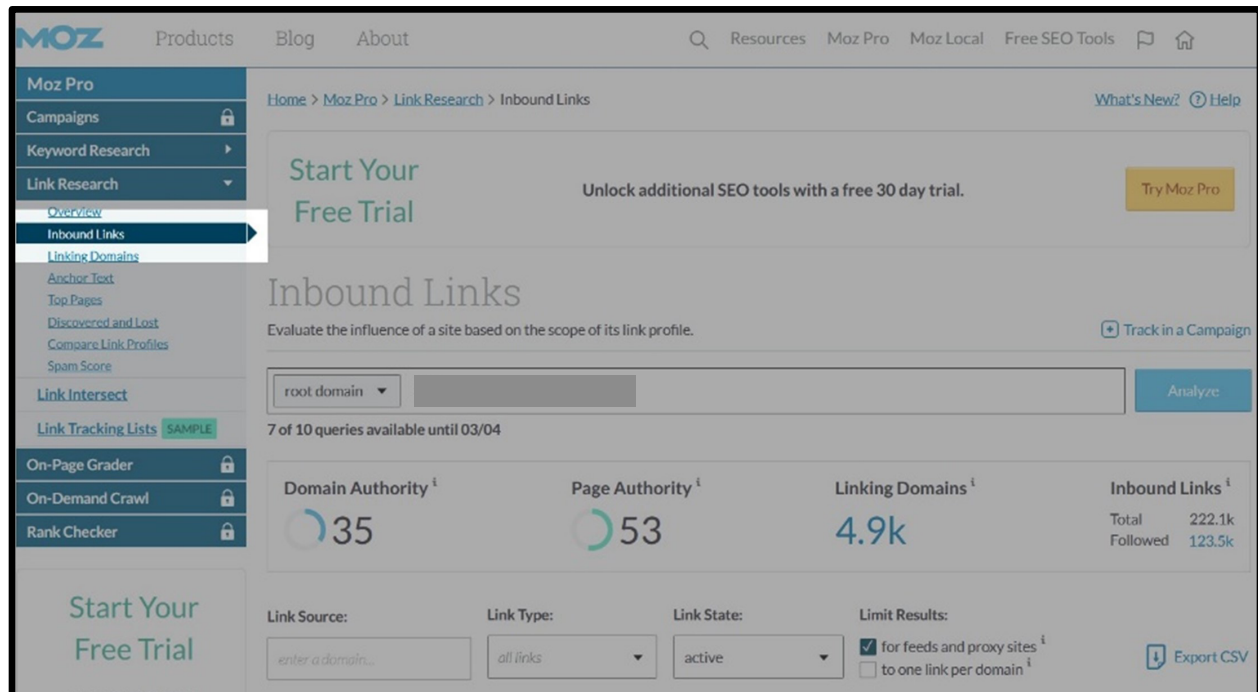 MOZ Products Blog About Resources Moz Pro Moz Local Free SEO Tools
Moz Pro
Campaigns
Keyword Research
Link Research
Overview
Inbound Links
Linking Domains
Anchor Text
Top Pages
Discovered and Lost
Compare Link Profiles
Spam Score
Link Intersect
Link Tracking Lists SAMPLE
On-Page Grader
On-Demand Crawl
Rank Checker
Start Your
Free Trial
Home > Moz Pro > Link Research > Inbound Links
What's New? ? Help
Start Your
Free Trial
Unlock additional SEO tools with a free 30 day trial.
Try Moz Pro
Inbound Links
Evaluate the influence of a site based on the scope of its link profile.
Track in a Campaign
root domain
Analyze
7 of 10 queries available until 03/04
Domain Authority i
35
Page Authority i
53
Linking Domains i
4.9k
Inbound Links i
Total 222.1k
Followed 123.5k
Link Source:
enter a domain...
Link Type:
all links
Link State:
active
Limit Results:
for feeds and proxy sites i
to one link per domain i
Export CSV